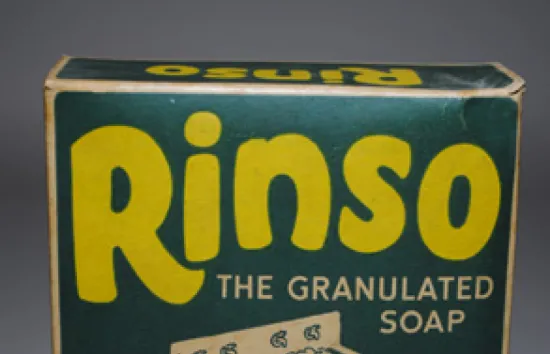 Rinso
Rinso
THE GRANULATED
SOAP